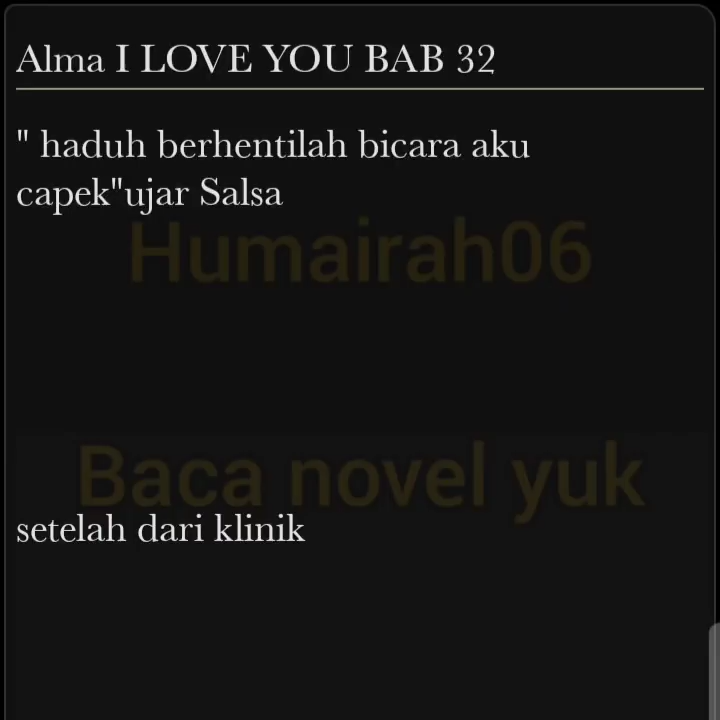 Alma I LOVE YOU BAB 32
" haduh berhentilah bicara aku
capek"ujar Salsa
Humairah06
Baca novel yuk
setelah dari klinik